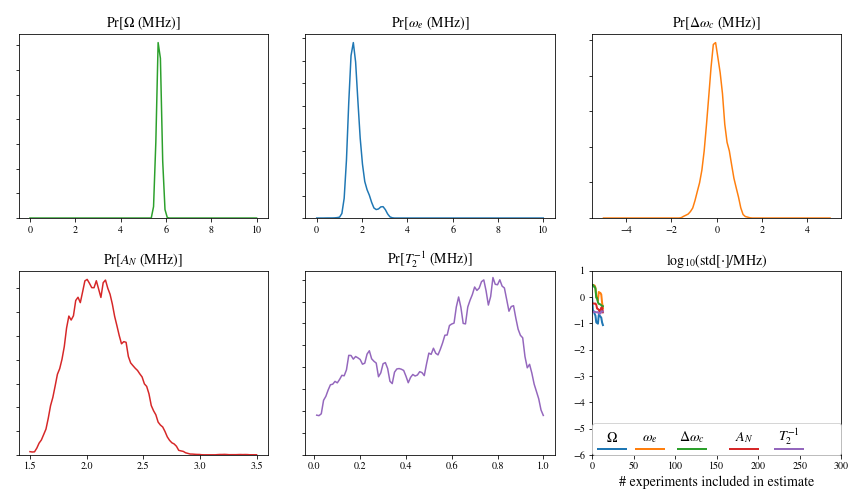 Pr[Ω (MHz)]
Pr[ω_e (MHz)]
Pr[Δω_c (MHz)]
0 2 4 6 8 10
0 2 4 6 8 10
−4 −2 0 2 4
Pr[A_N (MHz)]
Pr[T_2^{-1} (MHz)]
log_{10}(std[·]/MHz)
1
0
−1
−2
−3
−4
−5
−6
Ω ω_e Δω_c A_N T_2^{-1}
1.5 2.0 2.5 3.0 3.5
0.0 0.2 0.4 0.6 0.8 1.0
0 50 100 150 200 250 300
# experiments included in estimate